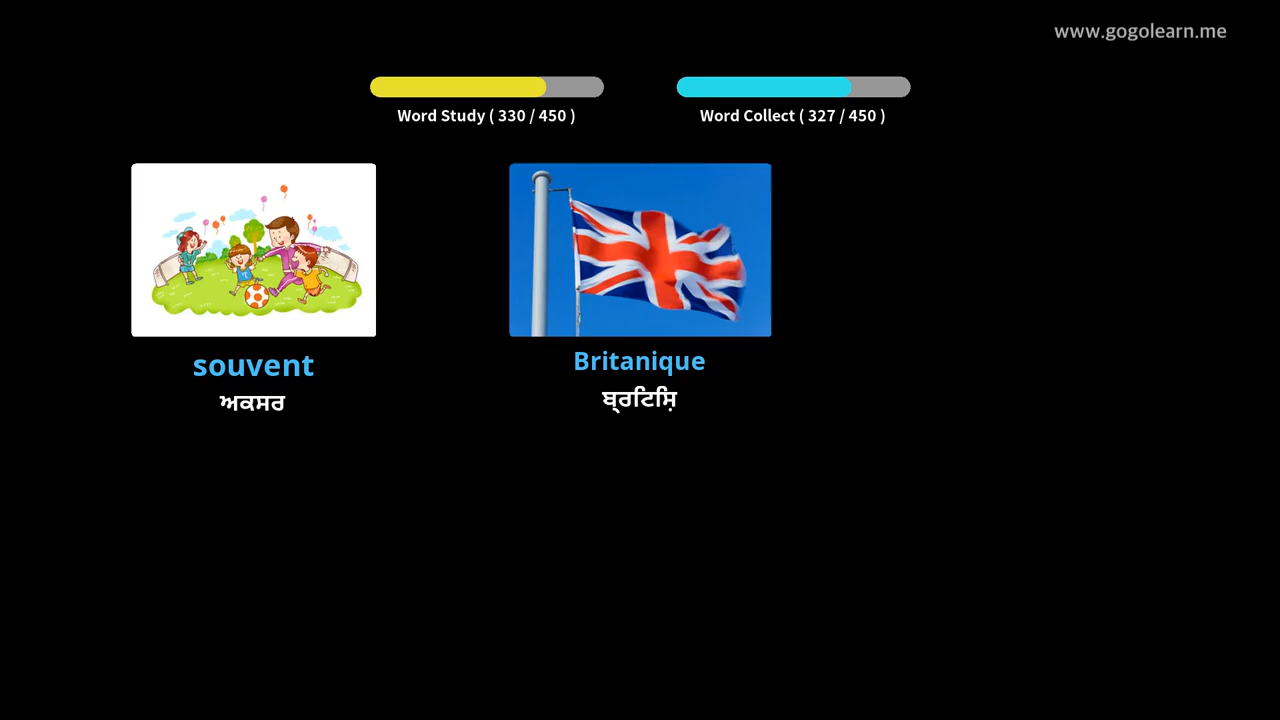 www.gogolearn.me
Word Study ( 330 / 450 )
Word Collect ( 327 / 450 )
souvent
ਅਕਸਰ
Britanique
ਬ੍ਰਟਿਸ਼ਿ